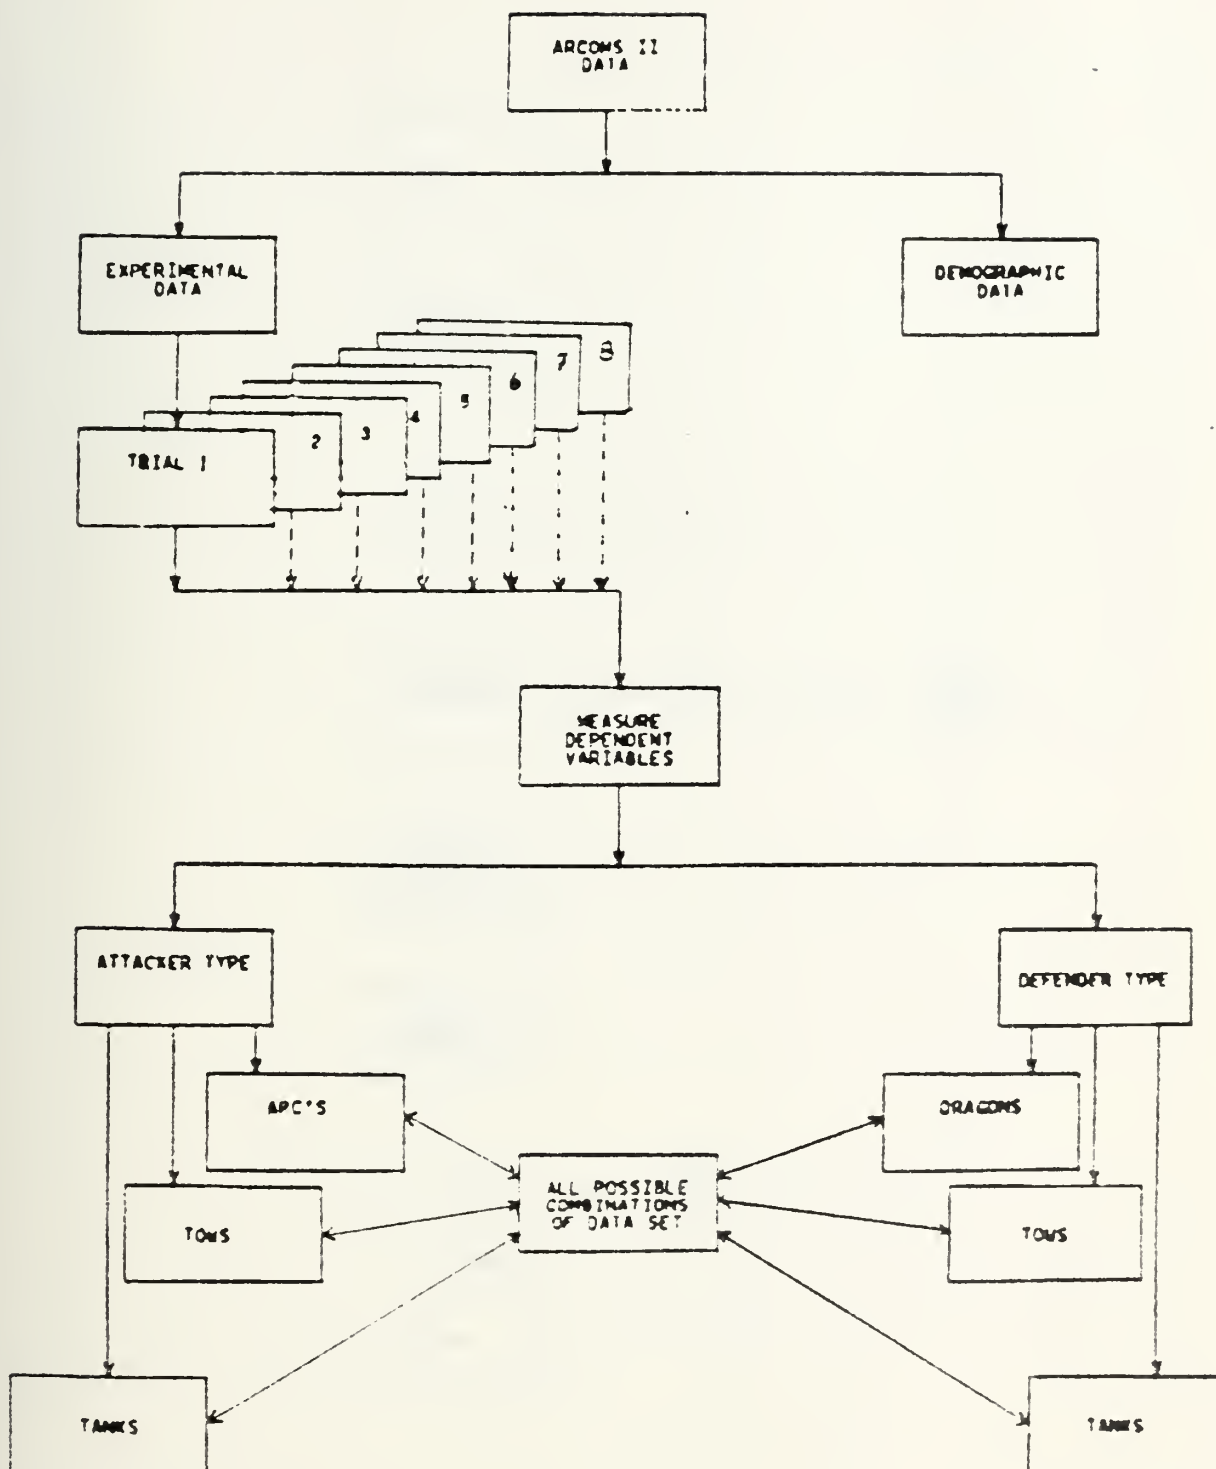 ARCOMS II
DATA
EXPERIMENTAL
DATA
DEMOGRAPHIC
DATA
TRIAL 1
2
3
4
5
6
7
8
MEASURE
DEPENDENT
VARIABLES
ATTACKER TYPE
DEFENDER TYPE
APC'S
DRAGONS
ALL POSSIBLE
COMBINATIONS
OF DATA SET
TOWS
TOWS
TANKS
TANKS